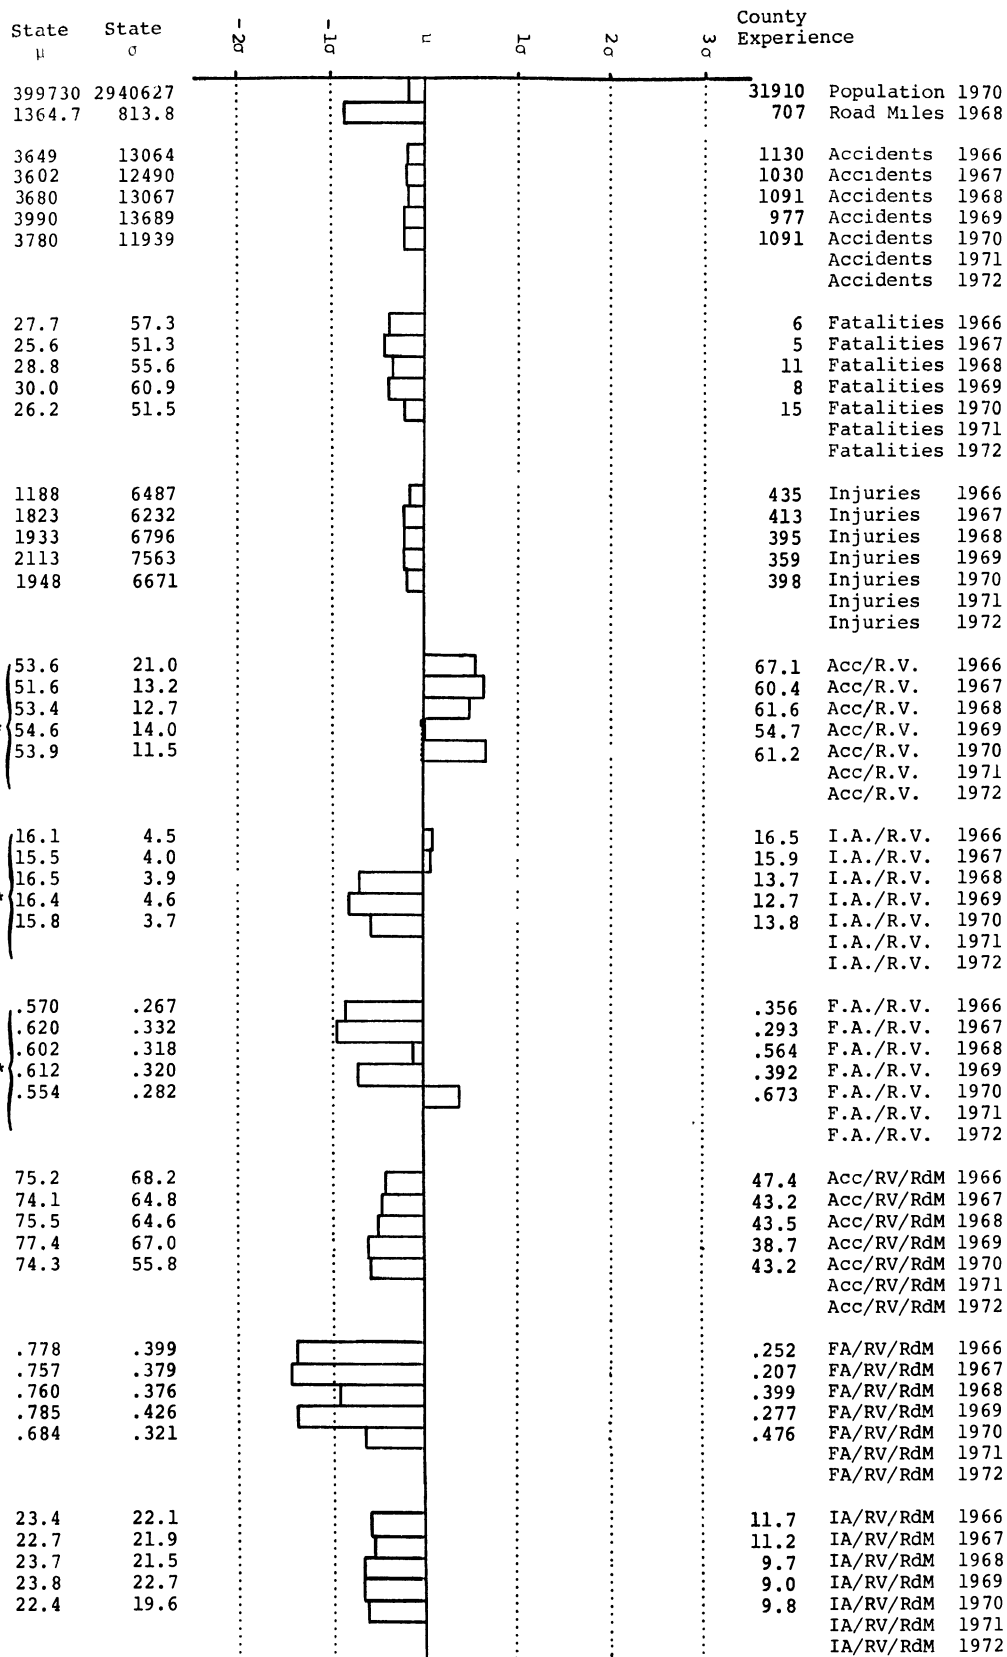 State State -2σ -1σ μ 1σ 2σ 3σ County
μ σ Experience
399730 2940627 31910 Population 1970
1364.7 813.8 707 Road Miles 1968
3649 13064 1130 Accidents 1966
3602 12490 1030 Accidents 1967
3680 13067 1091 Accidents 1968
3990 13689 977 Accidents 1969
3780 11939 1091 Accidents 1970
Accidents 1971
Accidents 1972
27.7 57.3 6 Fatalities 1966
25.6 51.3 5 Fatalities 1967
28.8 55.6 11 Fatalities 1968
30.0 60.9 8 Fatalities 1969
26.2 51.5 15 Fatalities 1970
Fatalities 1971
Fatalities 1972
1188 6487 435 Injuries 1966
1823 6232 413 Injuries 1967
1933 6796 395 Injuries 1968
2113 7563 359 Injuries 1969
1948 6671 398 Injuries 1970
Injuries 1971
Injuries 1972
53.6 21.0 67.1 Acc/R.V. 1966
51.6 13.2 60.4 Acc/R.V. 1967
53.4 12.7 61.6 Acc/R.V. 1968
* 54.6 14.0 54.7 Acc/R.V. 1969
53.9 11.5 61.2 Acc/R.V. 1970
Acc/R.V. 1971
Acc/R.V. 1972
16.1 4.5 16.5 I.A./R.V. 1966
15.5 4.0 15.9 I.A./R.V. 1967
16.5 3.9 13.7 I.A./R.V. 1968
* 16.4 4.6 12.7 I.A./R.V. 1969
15.8 3.7 13.8 I.A./R.V. 1970
I.A./R.V. 1971
I.A./R.V. 1972
.570 .267 .356 F.A./R.V. 1966
.620 .332 .293 F.A./R.V. 1967
.602 .318 .564 F.A./R.V. 1968
* .612 .320 .392 F.A./R.V. 1969
.554 .282 .673 F.A./R.V. 1970
F.A./R.V. 1971
F.A./R.V. 1972
75.2 68.2 47.4 Acc/RV/RdM 1966
74.1 64.8 43.2 Acc/RV/RdM 1967
75.5 64.6 43.5 Acc/RV/RdM 1968
77.4 67.0 38.7 Acc/RV/RdM 1969
74.3 55.8 43.2 Acc/RV/RdM 1970
Acc/RV/RdM 1971
Acc/RV/RdM 1972
.778 .399 .252 FA/RV/RdM 1966
.757 .379 .207 FA/RV/RdM 1967
.760 .376 .399 FA/RV/RdM 1968
.785 .426 .277 FA/RV/RdM 1969
.684 .321 .476 FA/RV/RdM 1970
FA/RV/RdM 1971
FA/RV/RdM 1972
23.4 22.1 11.7 IA/RV/RdM 1966
22.7 21.9 11.2 IA/RV/RdM 1967
23.7 21.5 9.7 IA/RV/RdM 1968
23.8 22.7 9.0 IA/RV/RdM 1969
22.4 19.6 9.8 IA/RV/RdM 1970
IA/RV/RdM 1971
IA/RV/RdM 1972